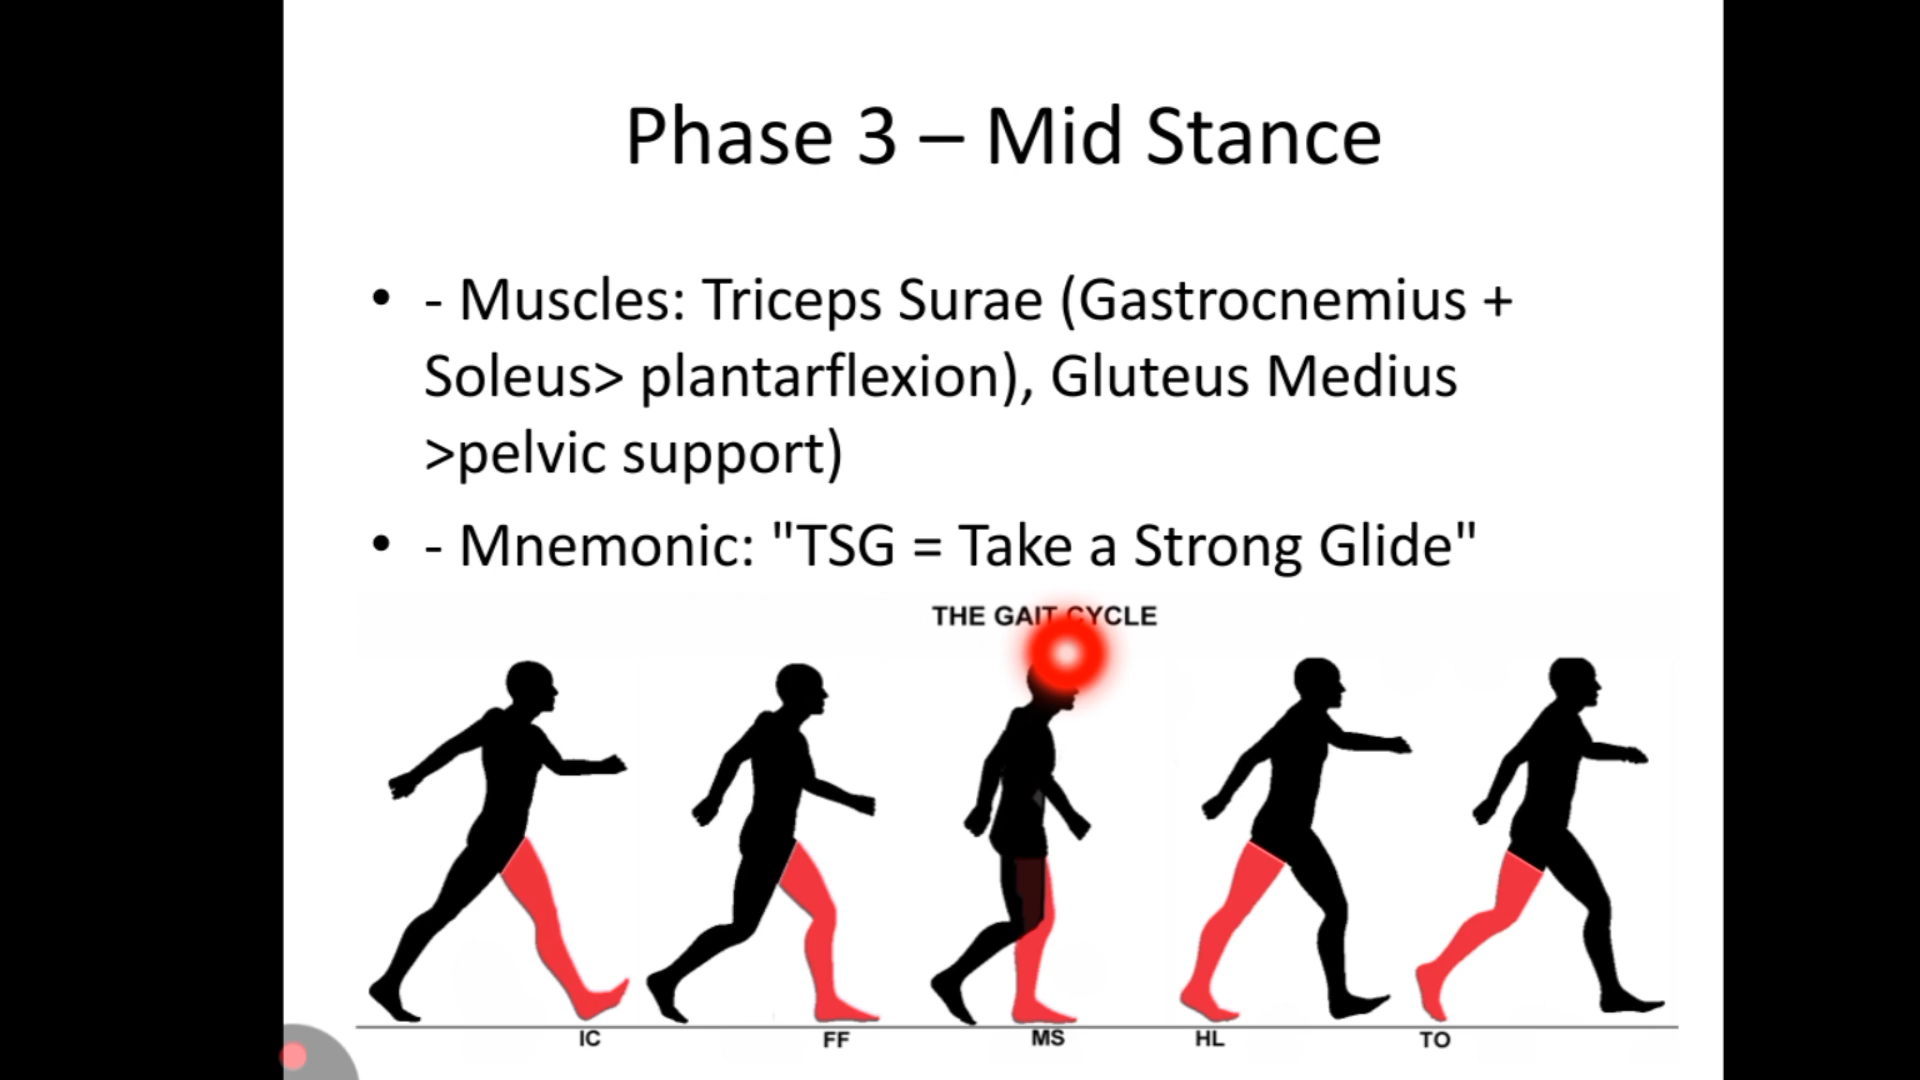 Phase 3 – Mid Stance
• - Muscles: Triceps Surae (Gastrocnemius +
Soleus> plantarflexion), Gluteus Medius
>pelvic support)
• - Mnemonic: "TSG = Take a Strong Glide"
THE GAIT CYCLE
IC FF MS HL TO